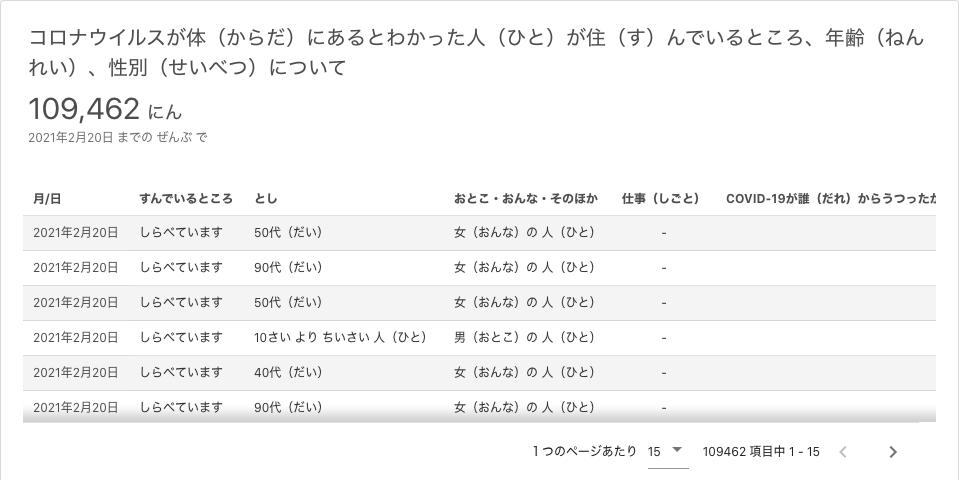 コロナウイルスが体（からだ）にあるとわかった人（ひと）が住（す）んでいるところ、年齢（ねん
れい）、性別（せいべつ）について
109,462 にん
2021年2月20日 までの ぜんぶ で
月/日 すんでいるところ とし おとこ・おんな・そのほか 仕事（しごと） COVID-19が誰（だれ）からうつったか
2021年2月20日 しらべています 50代（だい） 女（おんな）の 人（ひと） -
2021年2月20日 しらべています 90代（だい） 女（おんな）の 人（ひと） -
2021年2月20日 しらべています 50代（だい） 女（おんな）の 人（ひと） -
2021年2月20日 しらべています 10さい より ちいさい 人（ひと） 男（おとこ）の 人（ひと） -
2021年2月20日 しらべています 40代（だい） 女（おんな）の 人（ひと） -
2021年2月20日 しらべています 90代（だい） 女（おんな）の 人（ひと） -
1 つのページあたり 15 109462 項目中 1 - 15